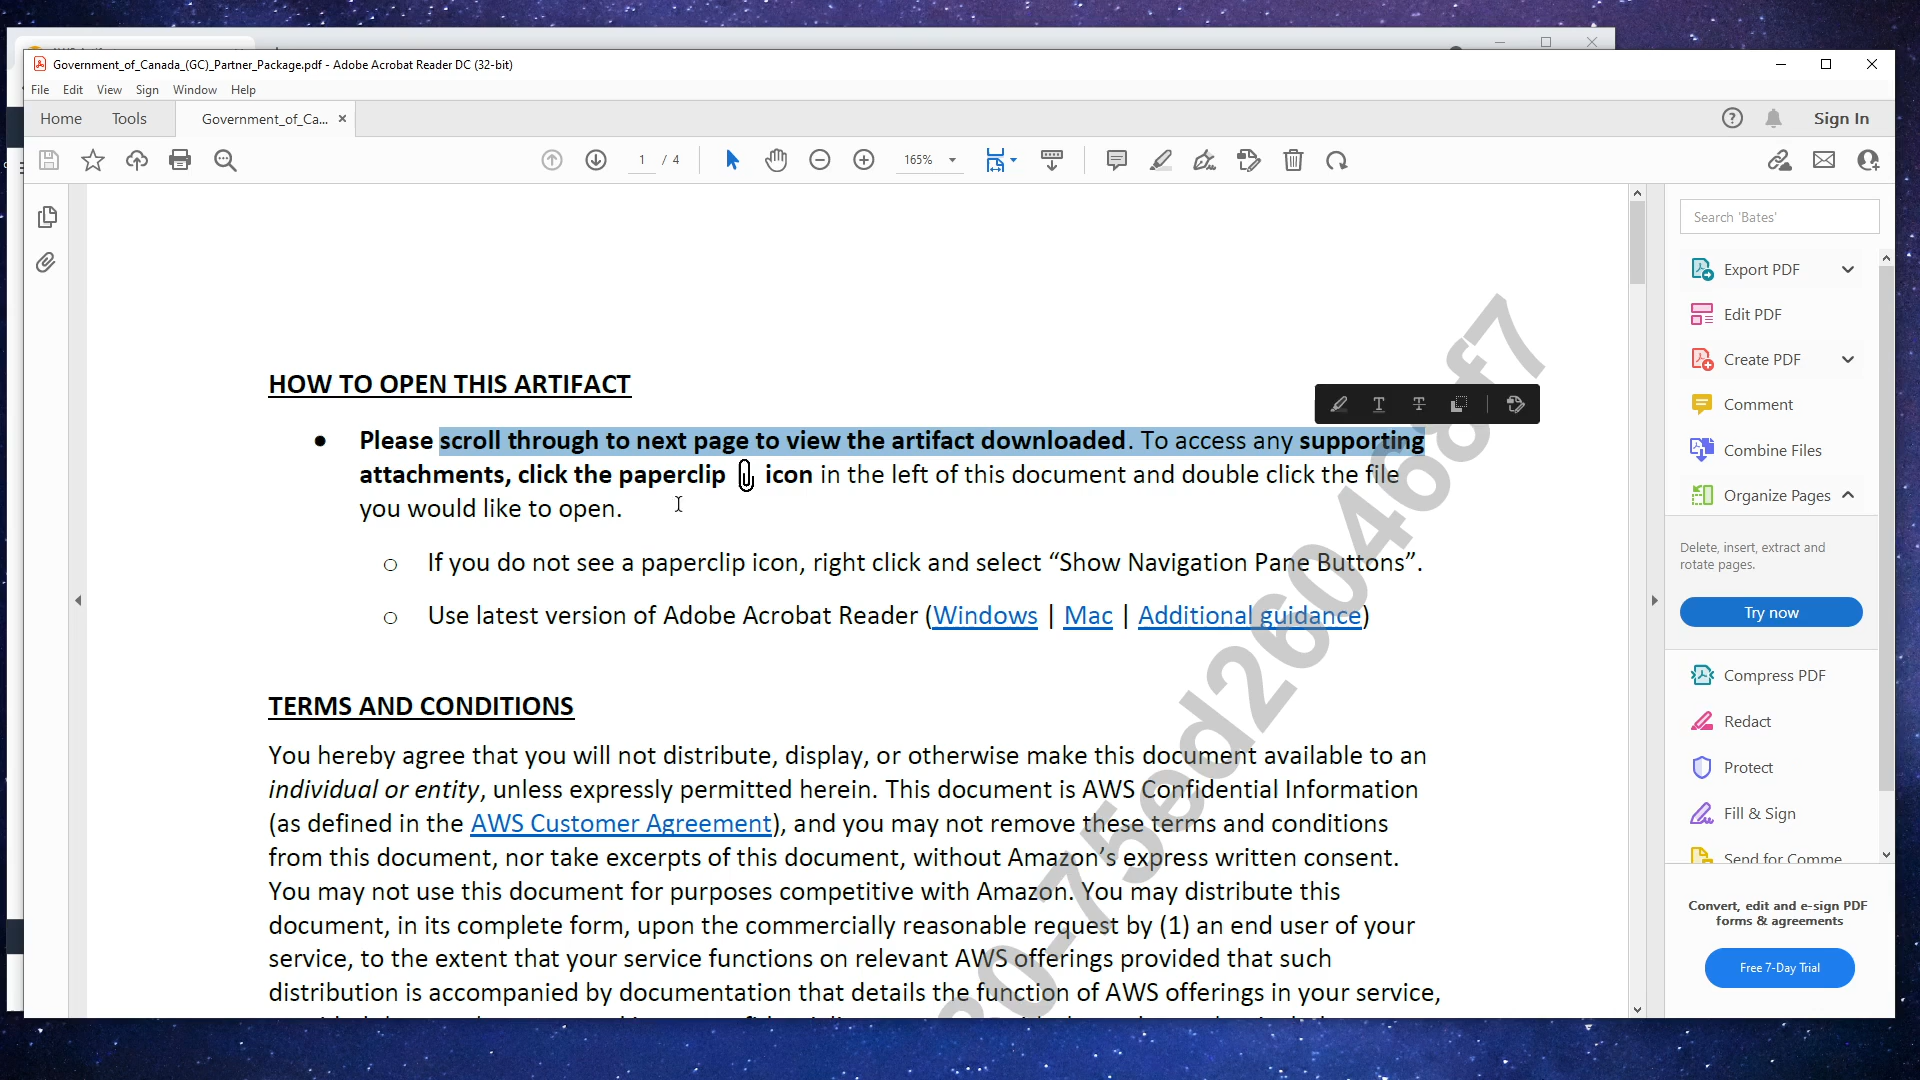 Government_of_Canada_(GC)_Partner_Package.pdf - Adobe Acrobat Reader DC (32-bit)
File Edit View Sign Window Help
Home Tools Government_of_Ca... Sign In
1 / 4 165%
Search 'Bates'
Export PDF
Edit PDF
Create PDF
Comment
Combine Files
Organize Pages
Delete, insert, extract and
rotate pages.
Try now
Compress PDF
Redact
Protect
Fill & Sign
Send for Comme
Convert, edit and e-sign PDF
forms & agreements
Free 7-Day Trial
HOW TO OPEN THIS ARTIFACT
● Please scroll through to next page to view the artifact downloaded. To access any supporting
attachments, click the paperclip icon in the left of this document and double click the file
you would like to open.
o If you do not see a paperclip icon, right click and select “Show Navigation Pane Buttons”.
o Use latest version of Adobe Acrobat Reader (Windows | Mac | Additional guidance)
TERMS AND CONDITIONS
You hereby agree that you will not distribute, display, or otherwise make this document available to an
individual or entity, unless expressly permitted herein. This document is AWS Confidential Information
(as defined in the AWS Customer Agreement), and you may not remove these terms and conditions
from this document, nor take excerpts of this document, without Amazon’s express written consent.
You may not use this document for purposes competitive with Amazon. You may distribute this
document, in its complete form, upon the commercially reasonable request by (1) an end user of your
service, to the extent that your service functions on relevant AWS offerings provided that such
distribution is accompanied by documentation that details the function of AWS offerings in your service,